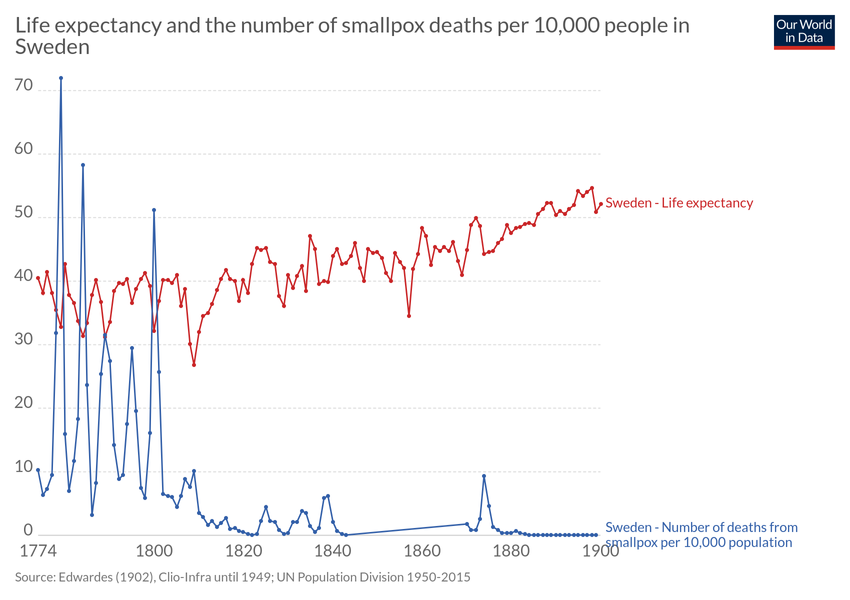 Life expectancy and the number of smallpox deaths per 10,000 people in
Sweden
Our World
in Data
70
60
50
40
30
20
10
0
Sweden - Life expectancy
Sweden - Number of deaths from
smallpox per 10,000 population
1774
1800
1820
1840
1860
1880
1900
Source: Edwardes (1902), Clio-Infra until 1949; UN Population Division 1950-2015